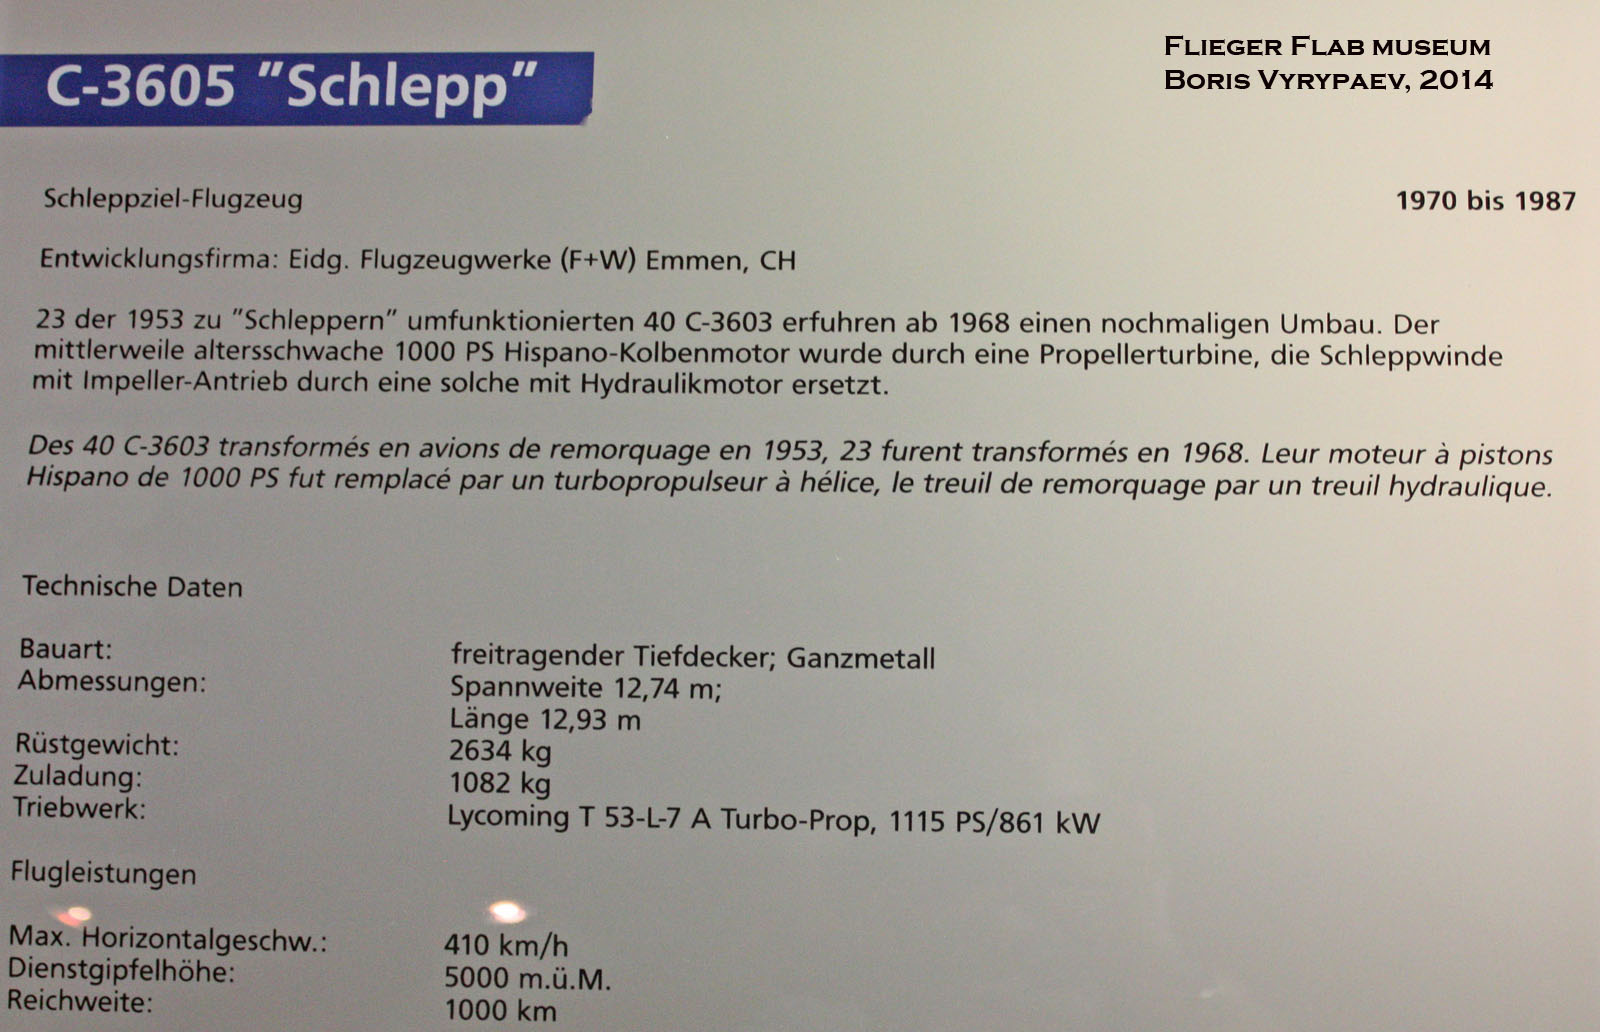 FLIEGER FLAB MUSEUM
BORIS VYRYPAEV, 2014
C-3605 "Schlepp"
Schleppziel-Flugzeug
1970 bis 1987
Entwicklungsfirma: Eidg. Flugzeugwerke (F+W) Emmen, CH
23 der 1953 zu "Schleppern" umfunktionierten 40 C-3603 erfuhren ab 1968 einen nochmaligen Umbau. Der
mittlerweile altersschwache 1000 PS Hispano-Kolbenmotor wurde durch eine Propellerturbine, die Schleppwinde
mit Impeller-Antrieb durch eine solche mit Hydraulikmotor ersetzt.
Des 40 C-3603 transformés en avions de remorquage en 1953, 23 furent transformés en 1968. Leur moteur à pistons
Hispano de 1000 PS fut remplacé par un turbopropulseur à hélice, le treuil de remorquage par un treuil hydraulique.
Technische Daten
Bauart: freitragender Tiefdecker; Ganzmetall
Abmessungen: Spannweite 12,74 m;
Länge 12,93 m
Rüstgewicht: 2634 kg
Zuladung: 1082 kg
Triebwerk: Lycoming T 53-L-7 A Turbo-Prop, 1115 PS/861 kW
Flugleistungen
Max. Horizontalgeschw.: 410 km/h
Dienstgipfelhöhe: 5000 m.ü.M.
Reichweite: 1000 km